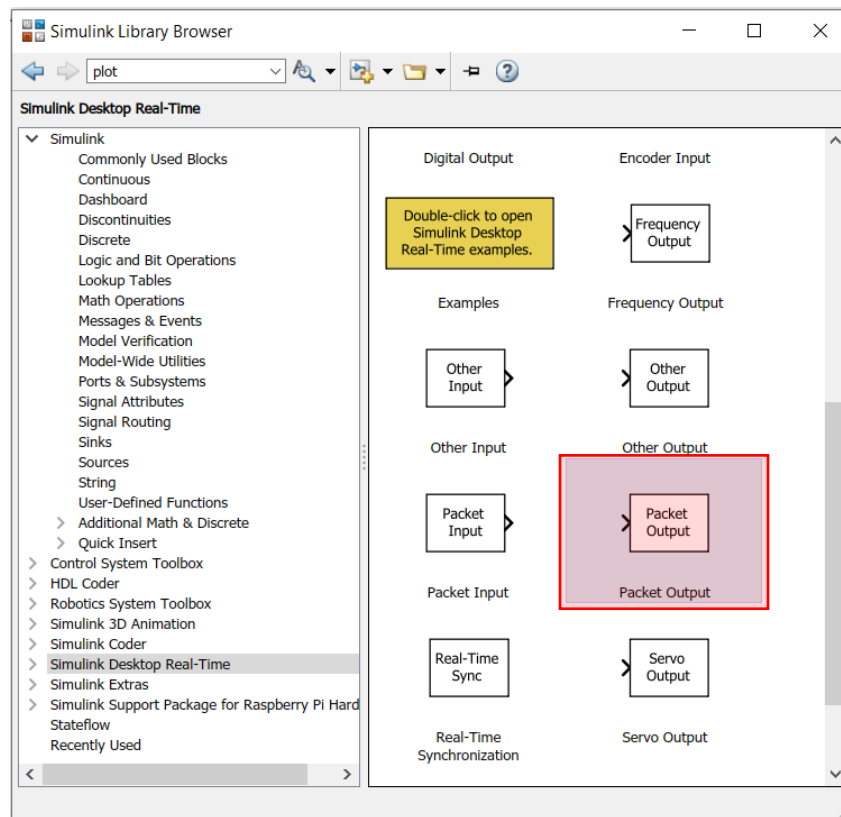 Simulink Library Browser
plot
Simulink Desktop Real-Time
Simulink
Commonly Used Blocks
Continuous
Dashboard
Discontinuities
Discrete
Logic and Bit Operations
Lookup Tables
Math Operations
Messages & Events
Model Verification
Model-Wide Utilities
Ports & Subsystems
Signal Attributes
Signal Routing
Sinks
Sources
String
User-Defined Functions
Additional Math & Discrete
Quick Insert
Control System Toolbox
HDL Coder
Robotics System Toolbox
Simulink 3D Animation
Simulink Coder
Simulink Desktop Real-Time
Simulink Extras
Simulink Support Package for Raspberry Pi Hard
Stateflow
Recently Used
Digital Output
Encoder Input
Double-click to open
Simulink Desktop
Real-Time examples.
Frequency
Output
Examples
Frequency Output
Other
Input
Other
Output
Other Input
Other Output
Packet
Input
Packet
Output
Packet Input
Packet Output
Real-Time
Sync
Servo
Output
Real-Time
Synchronization
Servo Output